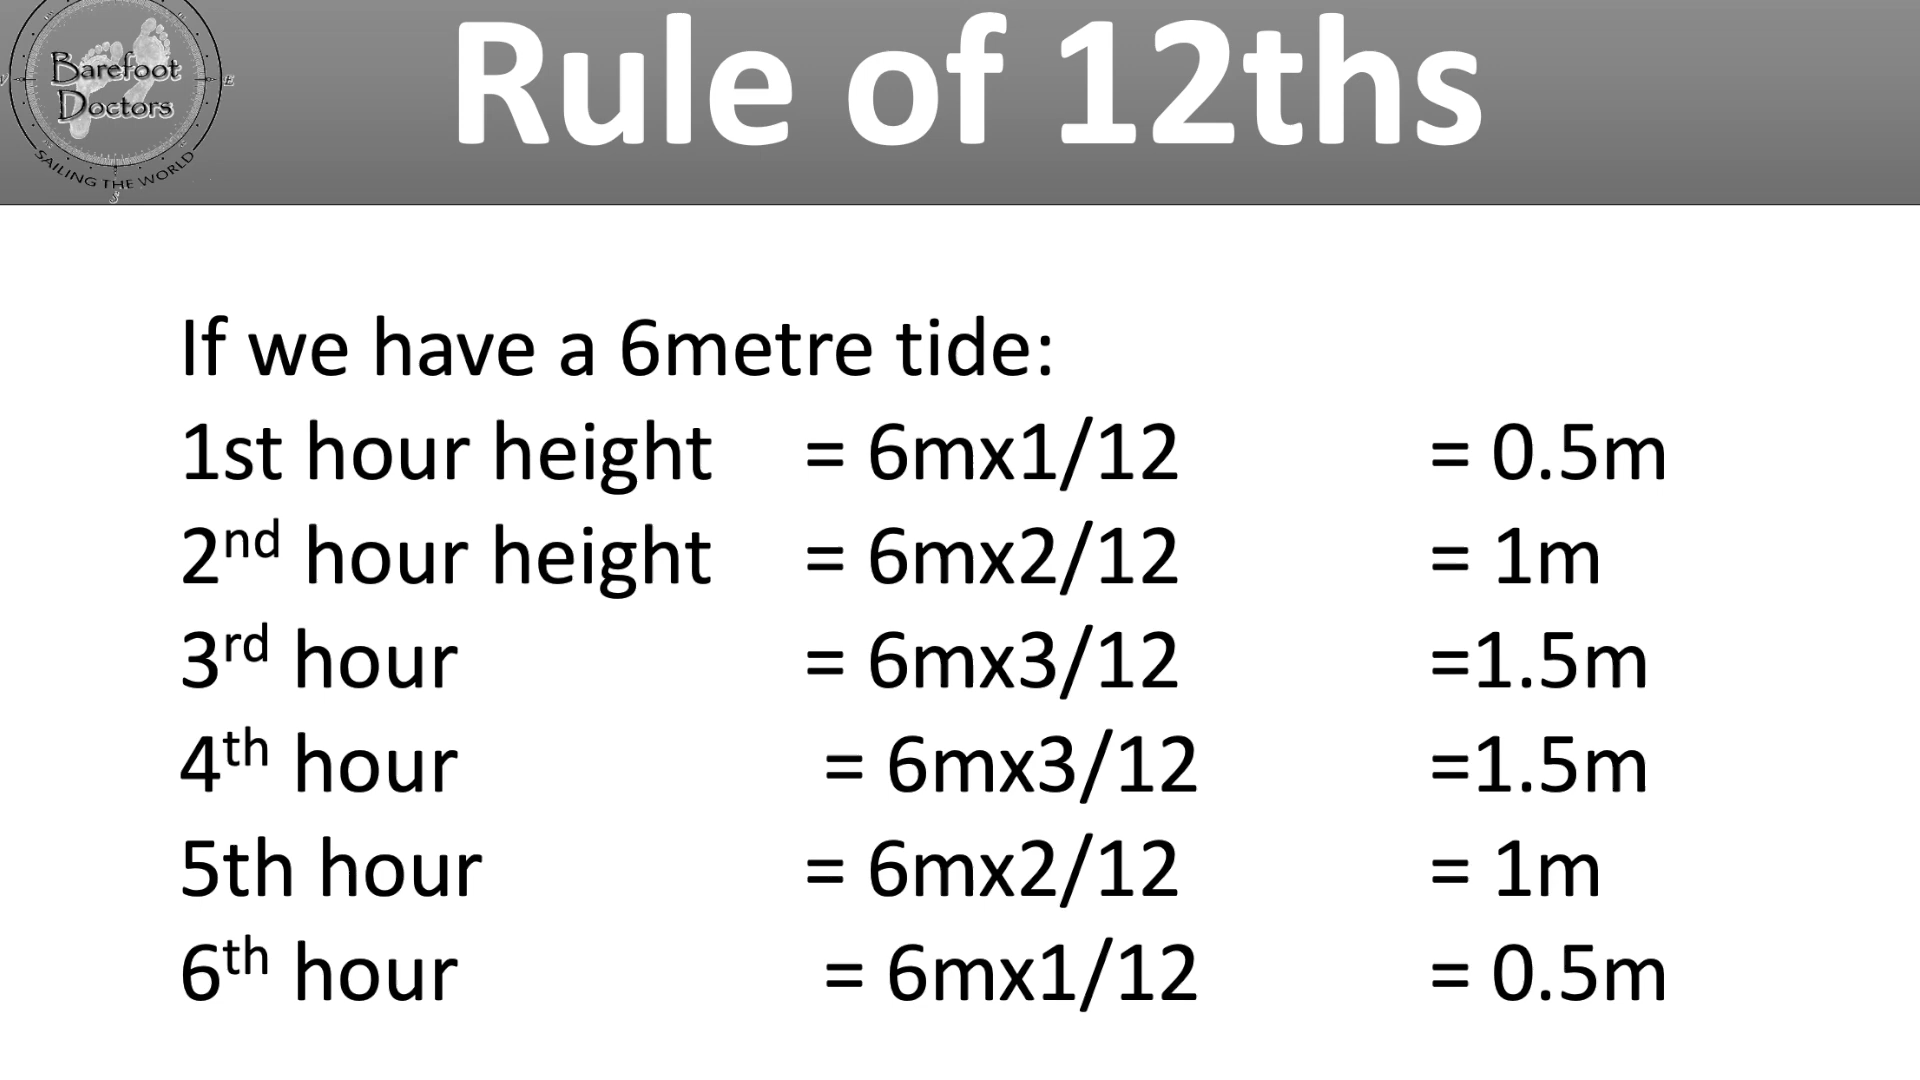 Rule of 12ths
Barefoot
Doctors
SAILING THE WORLD
E
S
If we have a 6metre tide:
1st hour height = 6mx1/12 = 0.5m
2nd hour height = 6mx2/12 = 1m
3rd hour = 6mx3/12 =1.5m
4th hour = 6mx3/12 =1.5m
5th hour = 6mx2/12 = 1m
6th hour = 6mx1/12 = 0.5m